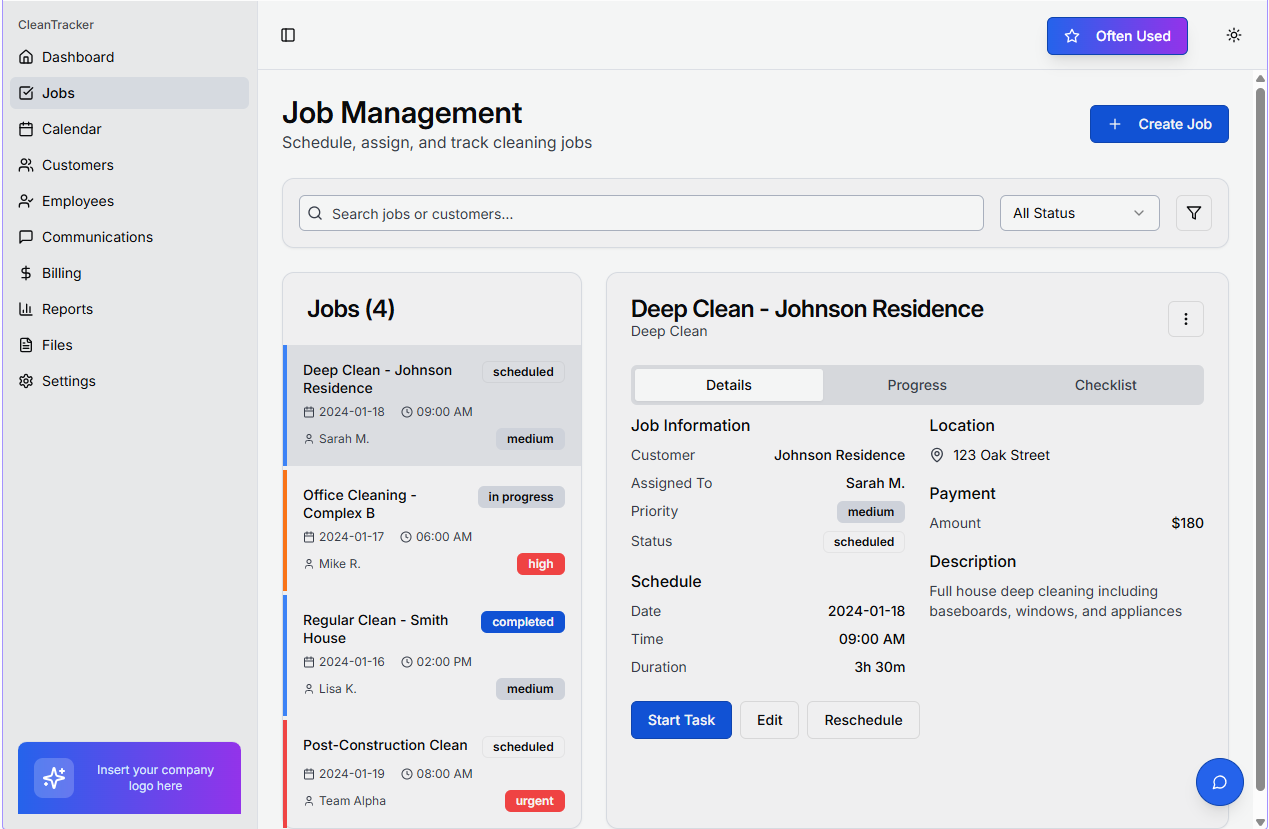 CleanTracker
Dashboard
Jobs
Calendar
Customers
Employees
Communications
Billing
Reports
Files
Settings
Insert your company
logo here
Often Used
Job Management
Schedule, assign, and track cleaning jobs
Create Job
Search jobs or customers...
All Status
Jobs (4)
Deep Clean - Johnson
Residence
scheduled
2024-01-18 09:00 AM
Sarah M.
medium
Office Cleaning -
Complex B
in progress
2024-01-17 06:00 AM
Mike R.
high
Regular Clean - Smith
House
completed
2024-01-16 02:00 PM
Lisa K.
medium
Post-Construction Clean
scheduled
2024-01-19 08:00 AM
Team Alpha
urgent
Deep Clean - Johnson Residence
Deep Clean
Details
Progress
Checklist
Job Information
Customer Johnson Residence
Assigned To Sarah M.
Priority medium
Status scheduled
Schedule
Date 2024-01-18
Time 09:00 AM
Duration 3h 30m
Location
123 Oak Street
Payment
Amount $180
Description
Full house deep cleaning including
baseboards, windows, and appliances
Start Task
Edit
Reschedule